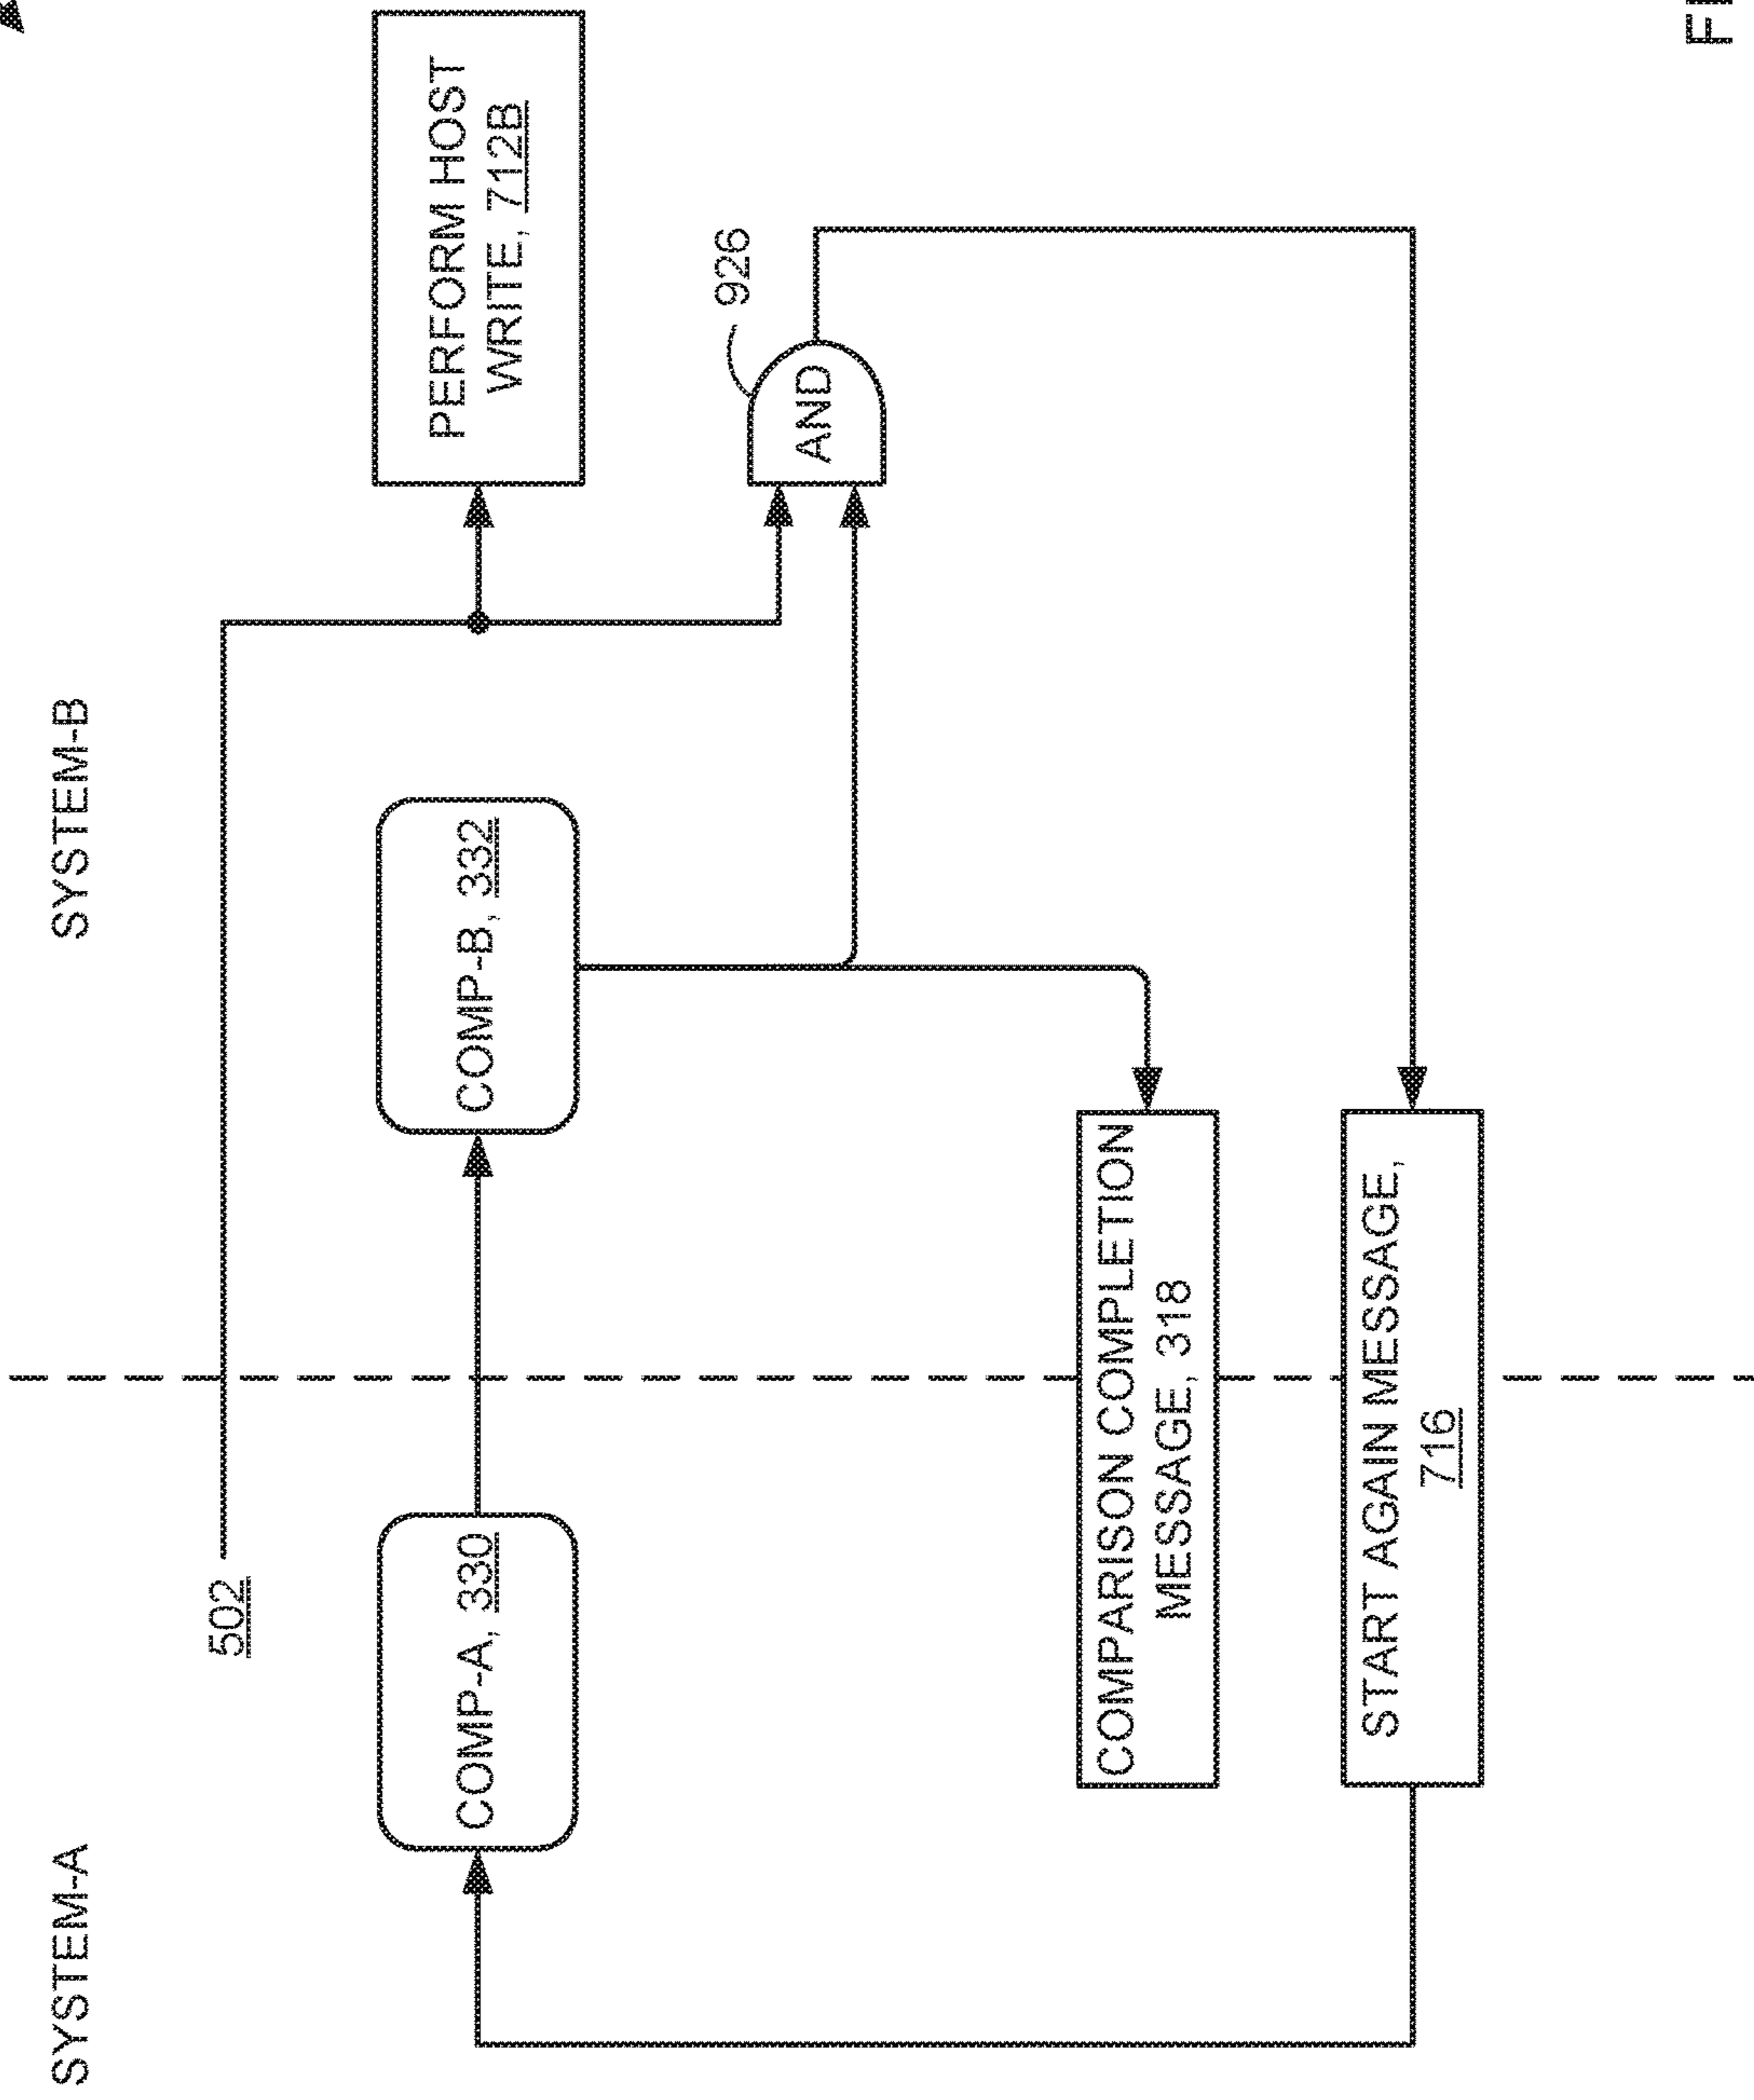 SYSTEM-A
SYSTEM-B
502
COMP-A, 330
COMP-B, 332
PERFORM HOST
WRITE, 712B
926
AND
COMPARISON COMPLETION
MESSAGE, 318
START AGAIN MESSAGE,
716